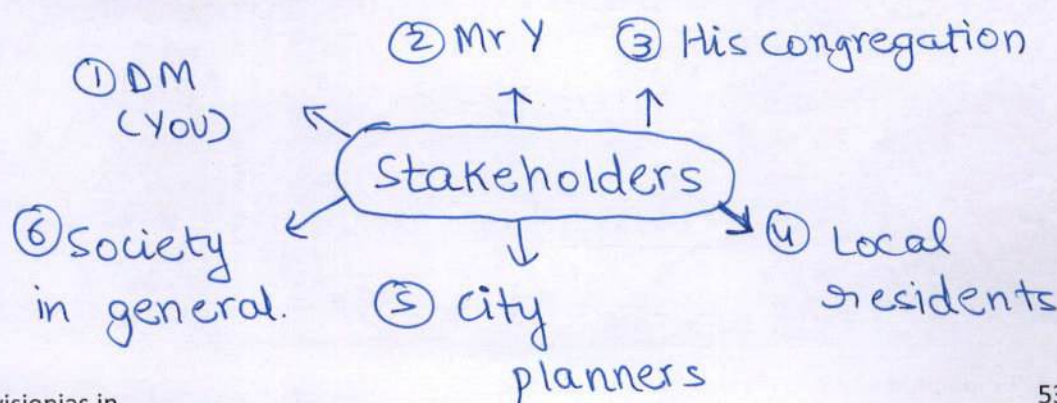 ② Mr Y
③ His congregation
① DM
(YOU)
Stakeholders
④ Local
residents
⑥ Society
in general.
⑤ City
planners